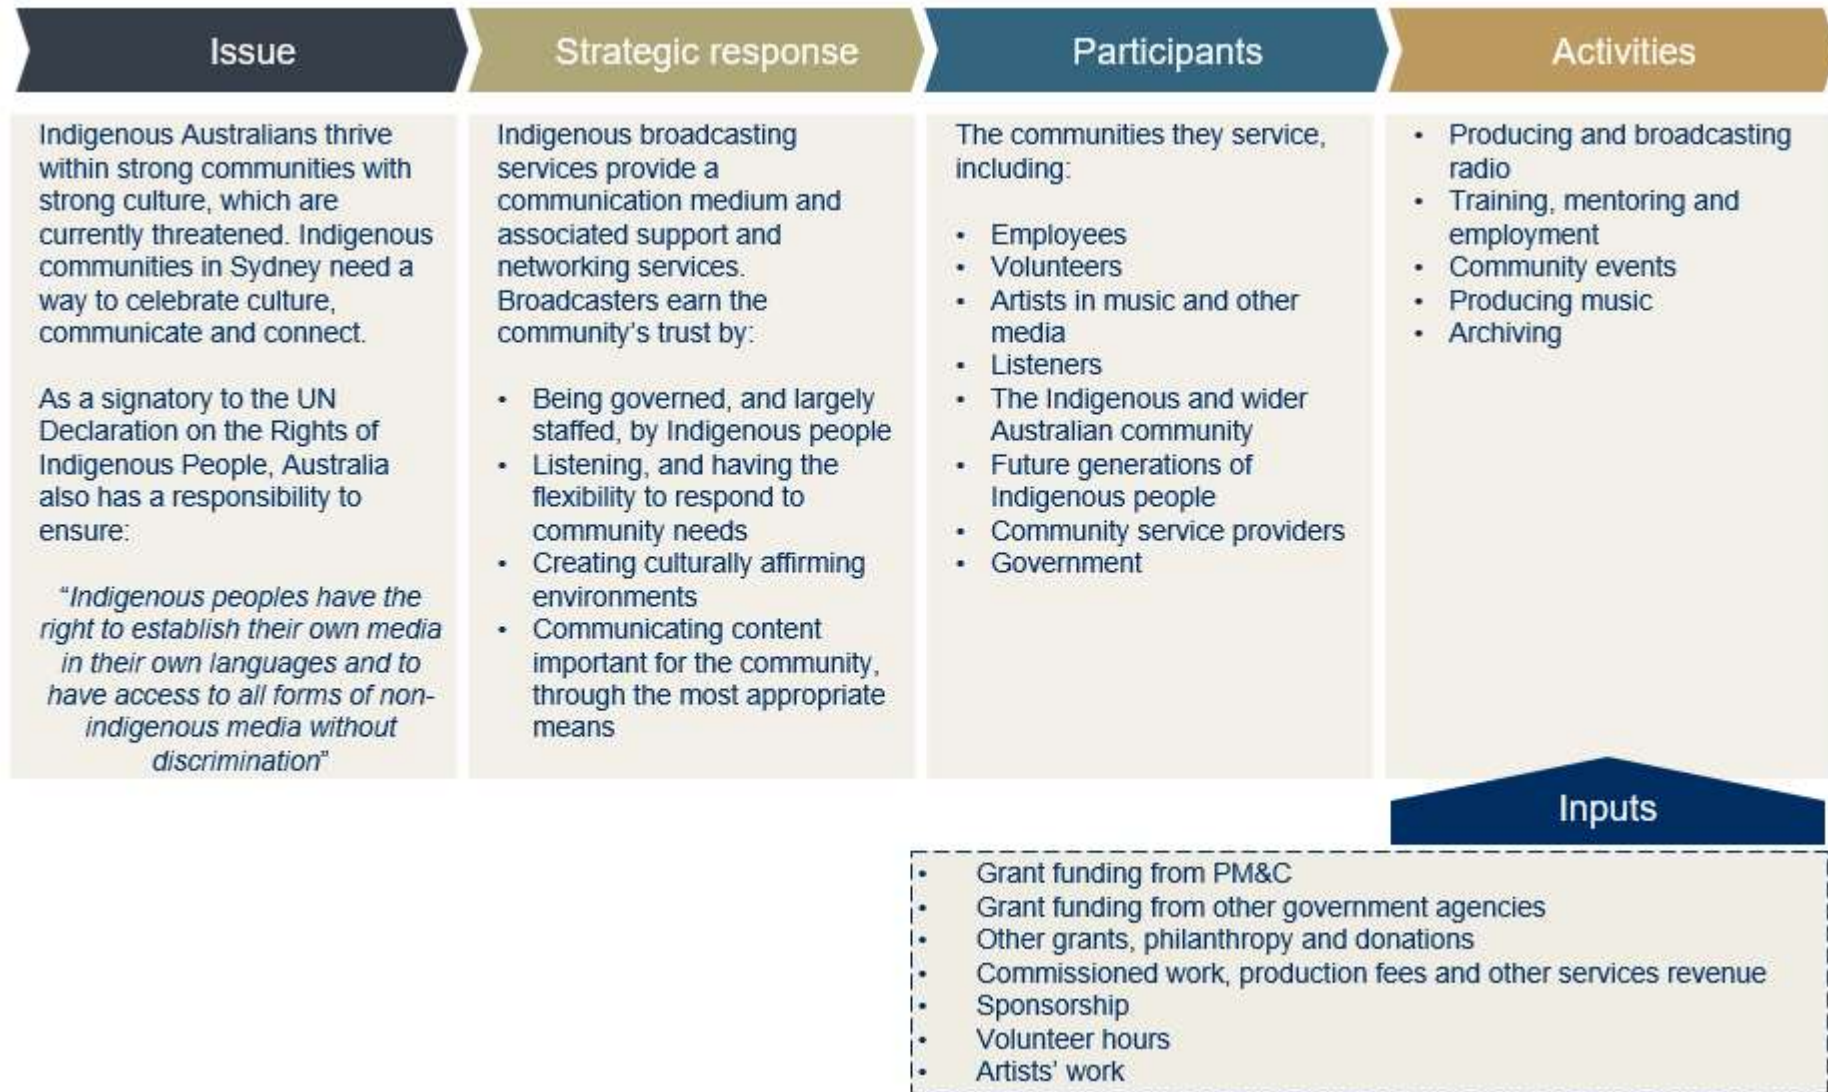 Issue
Indigenous Australians thrive
within strong communities with
strong culture, which are
currently threatened. Indigenous
communities in Sydney need a
way to celebrate culture,
communicate and connect.
As a signatory to the UN
Declaration on the Rights of
Indigenous People, Australia
also has a responsibility to
ensure:
“Indigenous peoples have the
right to establish their own media
in their own languages and to
have access to all forms of non-
indigenous media without
discrimination”
Strategic response
Indigenous broadcasting
services provide a
communication medium and
associated support and
networking services.
Broadcasters earn the
community’s trust by:
• Being governed, and largely
staffed, by Indigenous people
• Listening, and having the
flexibility to respond to
community needs
• Creating culturally affirming
environments
• Communicating content
important for the community,
through the most appropriate
means
Participants
The communities they service,
including:
• Employees
• Volunteers
• Artists in music and other
media
• Listeners
• The Indigenous and wider
Australian community
• Future generations of
Indigenous people
• Community service providers
• Government
Activities
• Producing and broadcasting
radio
• Training, mentoring and
employment
• Community events
• Producing music
• Archiving
Inputs
• Grant funding from PM&C
• Grant funding from other government agencies
• Other grants, philanthropy and donations
• Commissioned work, production fees and other services revenue
• Sponsorship
• Volunteer hours
• Artists’ work